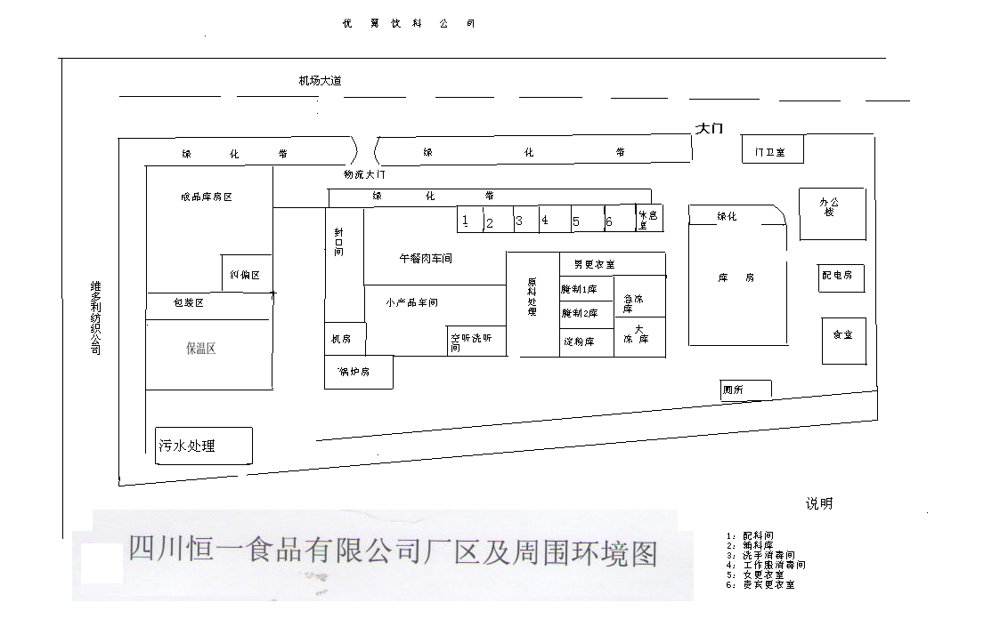 优翼饮料公司
机场大道
大门
绿化带
绿化带
门卫室
物流大门
成品库房区
绿化带
办公栋
1
2
3
4
5
6
休息室
绿化
封口间
午餐肉车间
男更衣室
纠偏区
库房
配电房
维多利纺织公司
包装区
小产品车间
原料处理
腌制1库
急冻库
腌制2库
保温区
机房
空听洗听间
淀粉库
大冻库
食堂
锅炉房
厕所
污水处理
说明
四川恒一食品有限公司厂区及周围环境图
1：配料间
2：辅料库
3：洗手消毒间
4：工作服消毒间
5：女更衣室
6：贵宾更衣室